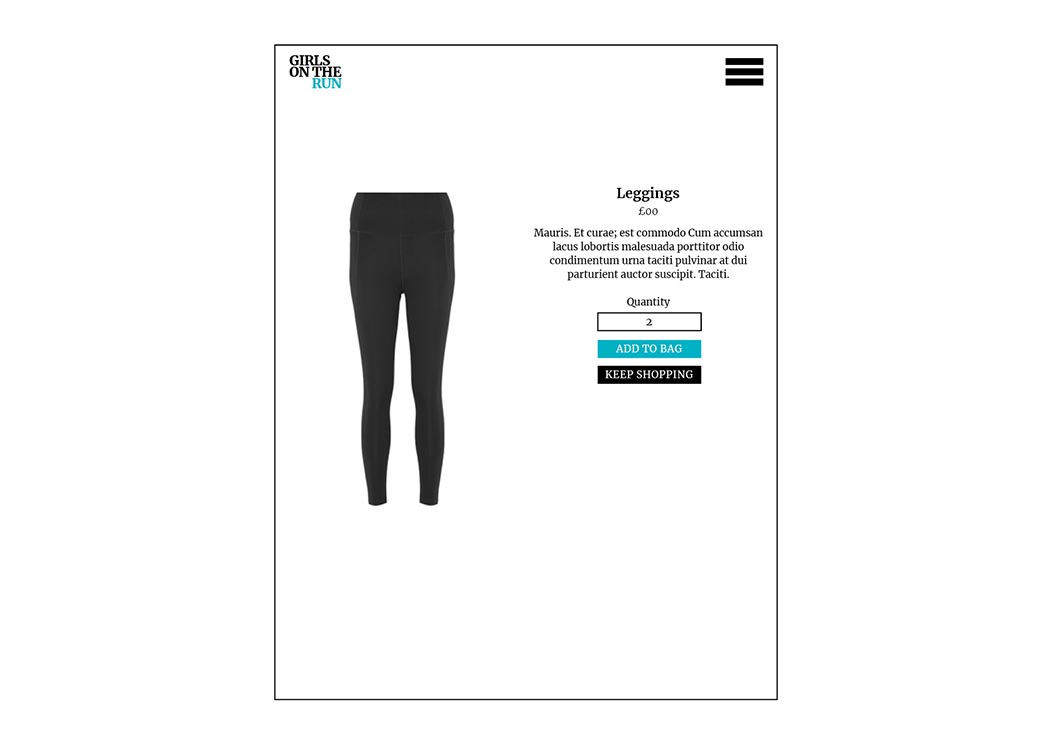 GIRLS
ON THE
RUN
Leggings
£00
Mauris. Et curae; est commodo Cum accumsan
lacus lobortis malesuada porttitor odio
condimentum urna taciti pulvinar at dui
parturient auctor suscipit. Taciti.
Quantity
2
ADD TO BAG
KEEP SHOPPING